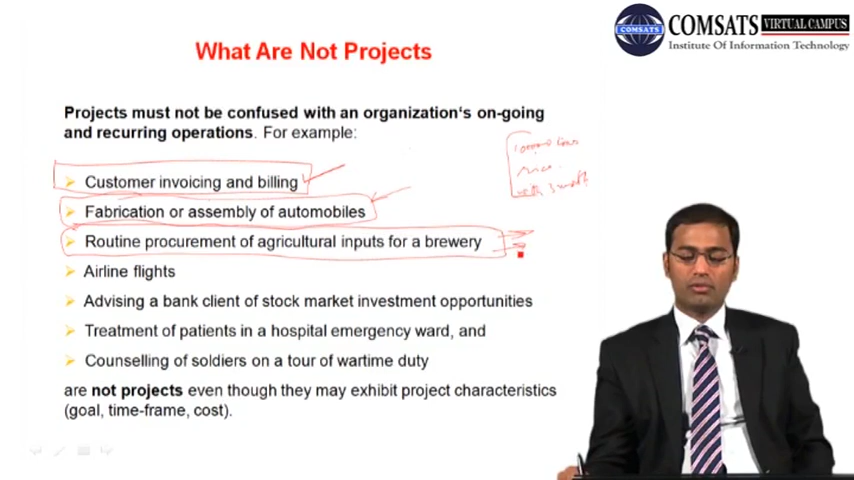 COMSATS VIRTUAL CAMPUS
COMSATS
Institute Of Information Technology
What Are Not Projects
Projects must not be confused with an organization's on-going
and recurring operations. For example:
Customer invoicing and billing
Fabrication or assembly of automobiles
Routine procurement of agricultural inputs for a brewery
Airline flights
Advising a bank client of stock market investment opportunities
Treatment of patients in a hospital emergency ward, and
Counselling of soldiers on a tour of wartime duty
are not projects even though they may exhibit project characteristics
(goal, time-frame, cost).